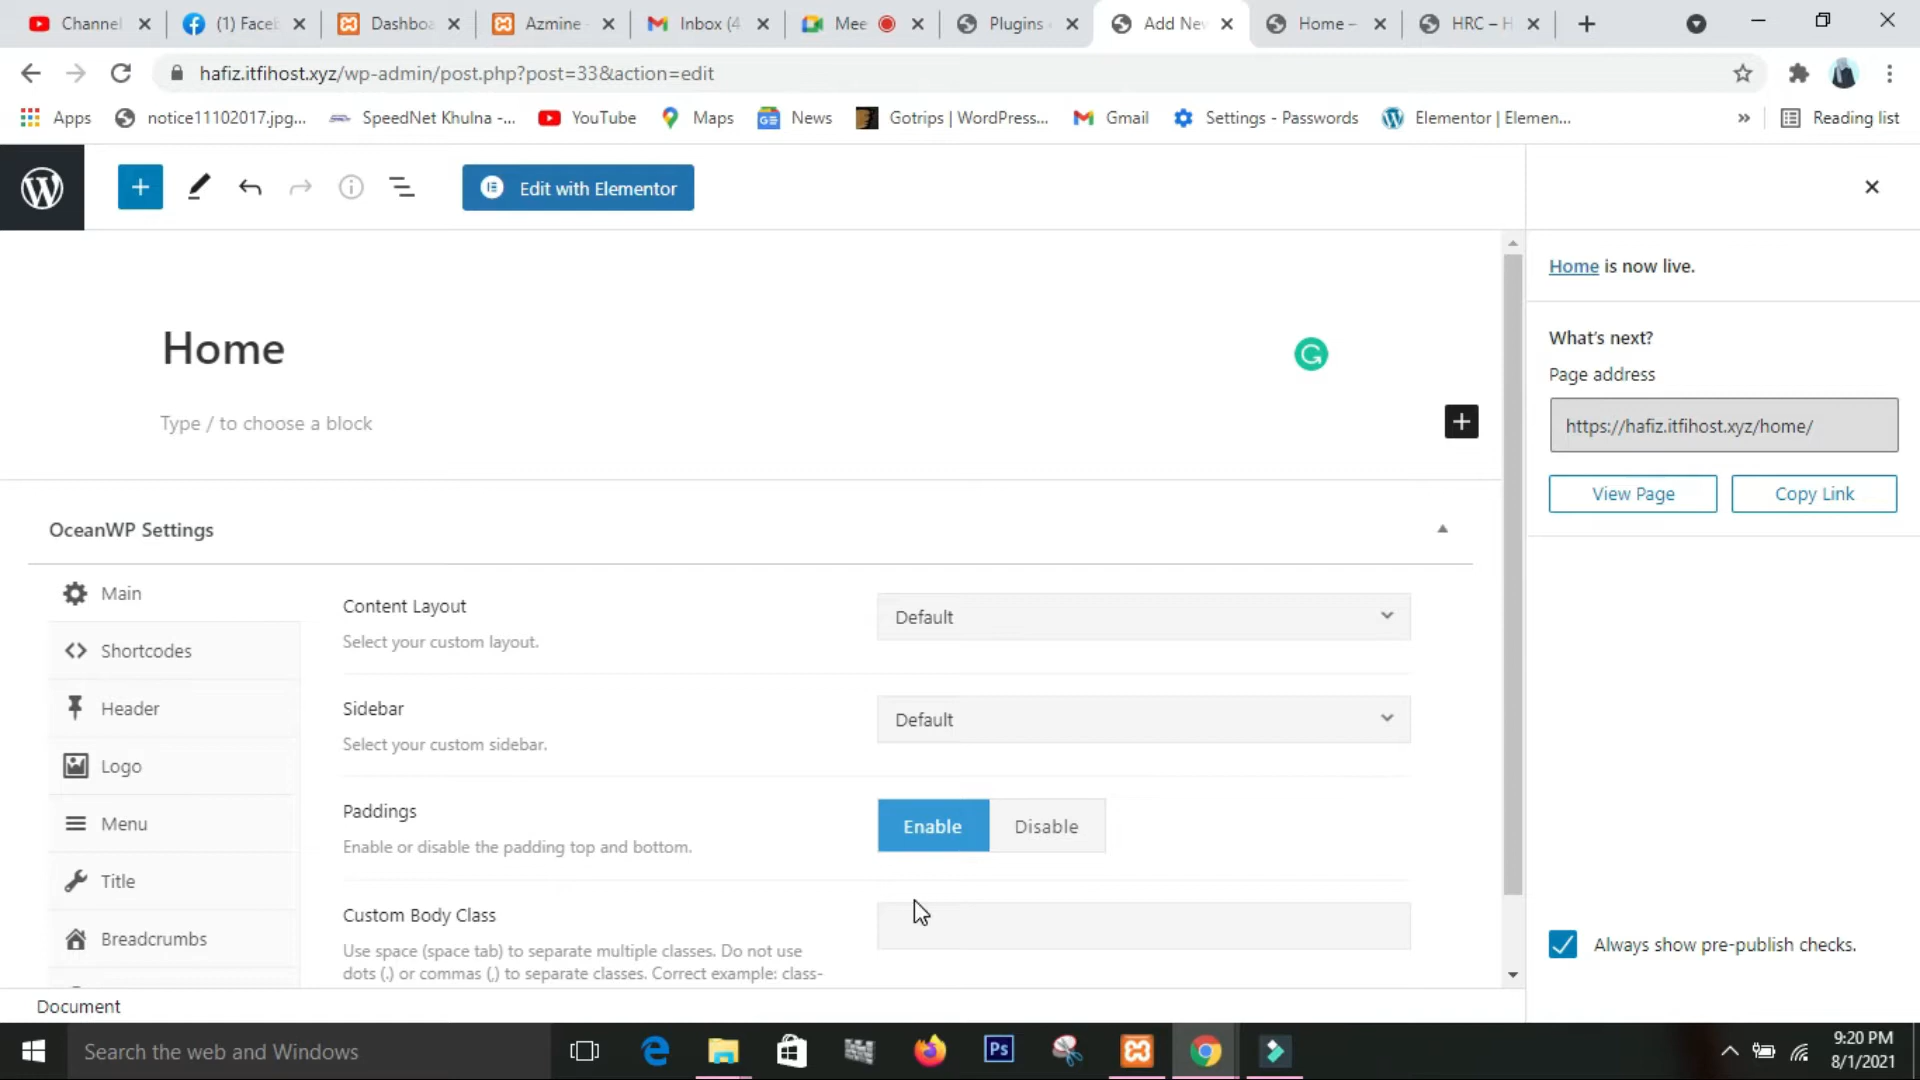 Channel
(1) Faceb
Dashboa
Azmine -
Inbox (4
Mee
Plugins
Add New
Home –
HRC – H
hafiz.itfihost.xyz/wp-admin/post.php?post=33&action=edit
Apps
notice11102017.jpg...
SpeedNet Khulna -...
YouTube
Maps
News
Gotrips | WordPress...
Gmail
Settings - Passwords
Elementor | Elemen...
»
Reading list
Edit with Elementor
Home is now live.
Home
What's next?
Page address
https://hafiz.itfihost.xyz/home/
Type / to choose a block
View Page
Copy Link
OceanWP Settings
Main
Shortcodes
Header
Logo
Menu
Title
Breadcrumbs
Content Layout
Select your custom layout.
Default
Sidebar
Select your custom sidebar.
Default
Paddings
Enable or disable the padding top and bottom.
Enable
Disable
Custom Body Class
Use space (space tab) to separate multiple classes. Do not use
dots (.) or commas (,) to separate classes. Correct example: class-
Always show pre-publish checks.
Document
Search the web and Windows
Ps
9:20 PM
8/1/2021